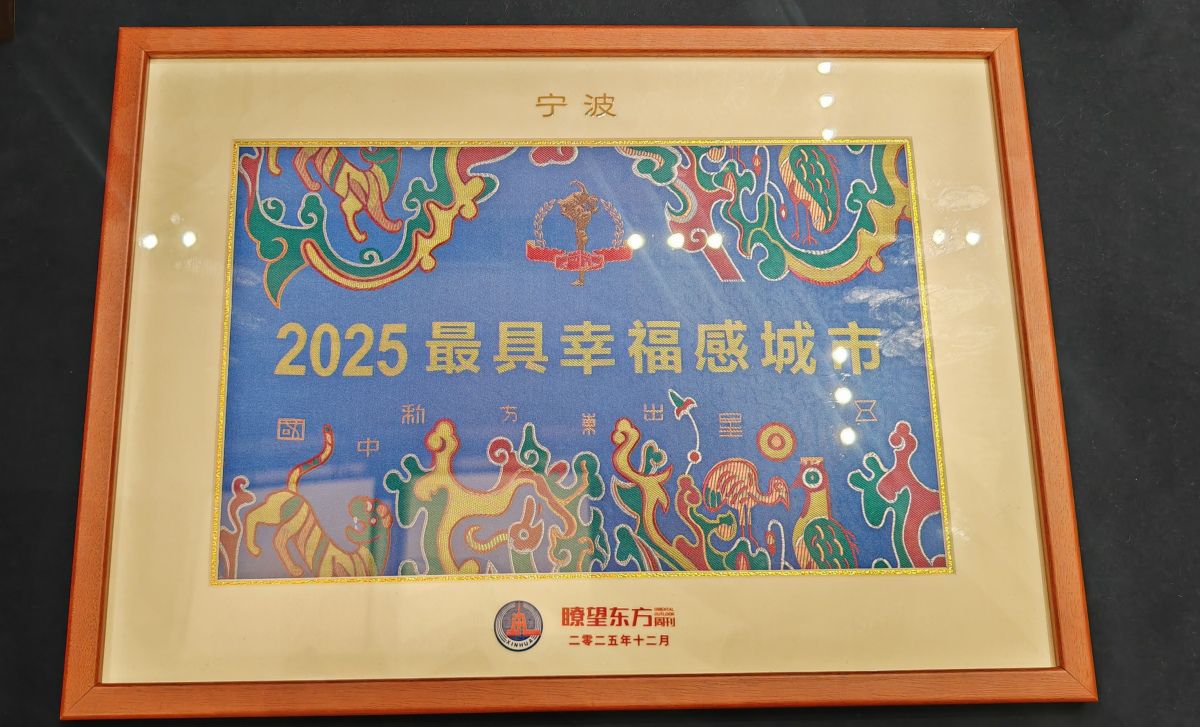 宁波
2025最具幸福感城市
國中利方東出星五
XINHUA
瞭望东方周刊
ORIENTAL OUTLOOK
二零二五年十二月